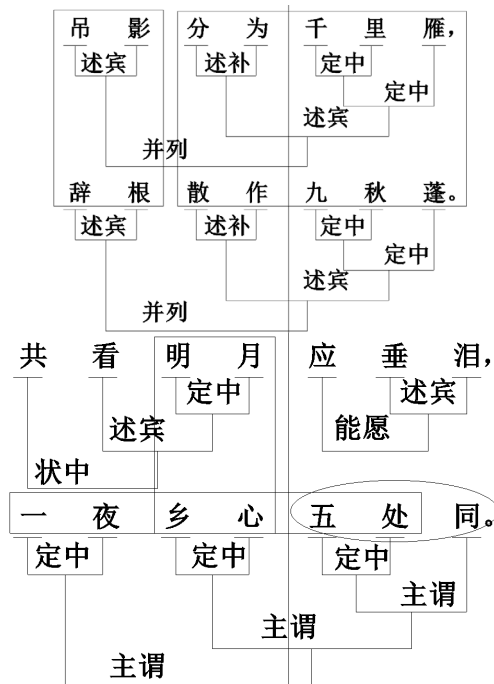 吊影分为千里雁，
述宾 述补 定中
定中
述宾
并列
辞根散作九秋蓬。
述宾 述补 定中
定中
述宾
并列
共看明月应垂泪，
定中 述宾
述宾 能愿
状中
一夜乡心五处同。
定中 定中 定中
主谓
主谓
主谓